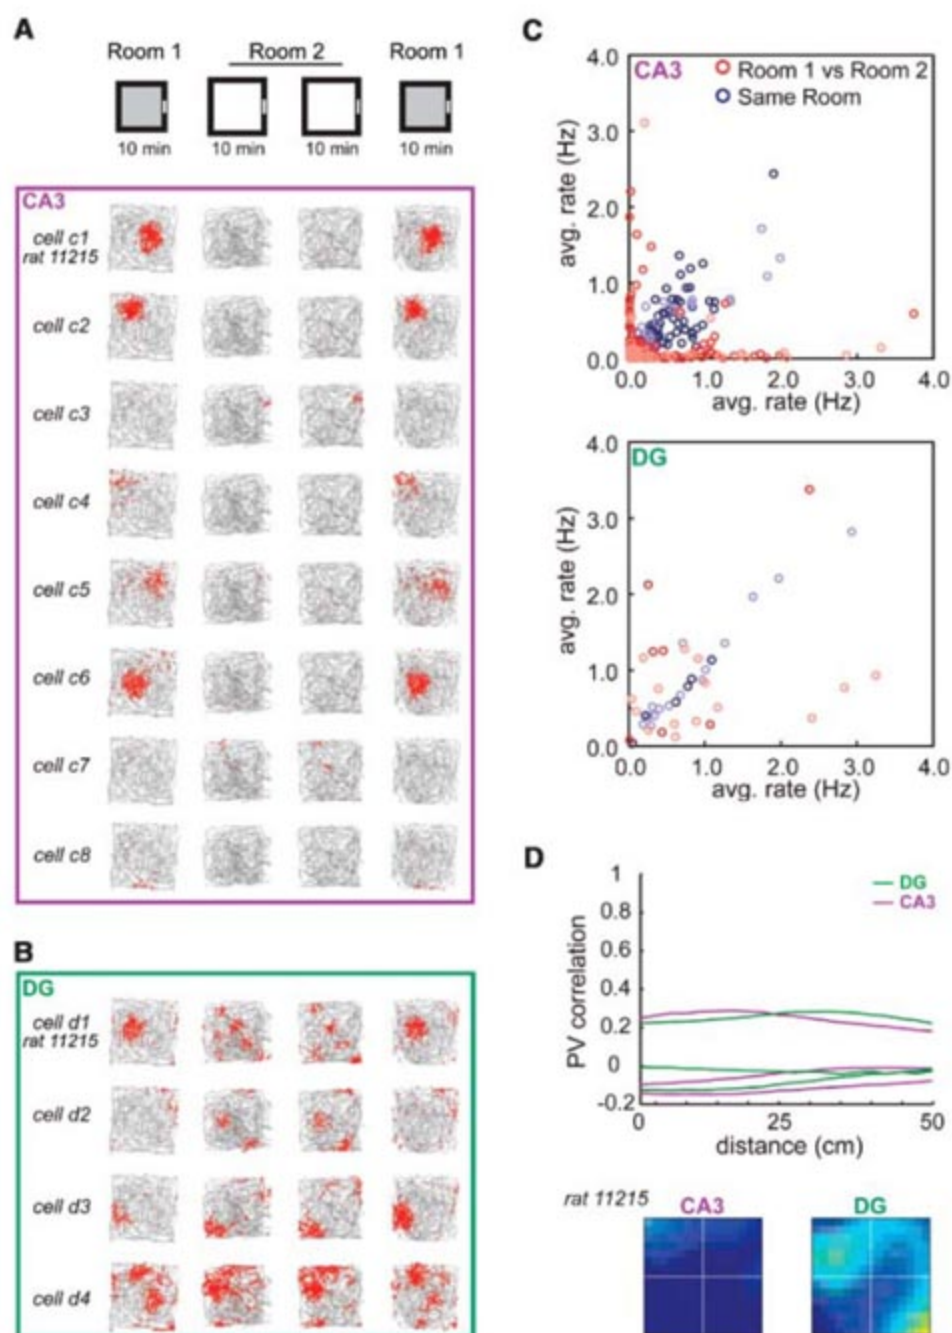 A
Room 1
Room 2
Room 1
10 min
10 min
10 min
10 min
CA3
cell c1
rat 11215
cell c2
cell c3
cell c4
cell c5
cell c6
cell c7
cell c8
B
DG
cell d1
rat 11215
cell d2
cell d3
cell d4
C
4.0
CA3
Room 1 vs Room 2
Same Room
3.0
2.0
1.0
0.0
avg. rate (Hz)
0.0 1.0 2.0 3.0 4.0
avg. rate (Hz)
4.0
DG
3.0
2.0
1.0
0.0
avg. rate (Hz)
0.0 1.0 2.0 3.0 4.0
avg. rate (Hz)
D
1
DG
CA3
0.8
0.6
0.4
0.2
0
-0.2
PV correlation
0 25 50
distance (cm)
rat 11215
CA3
DG